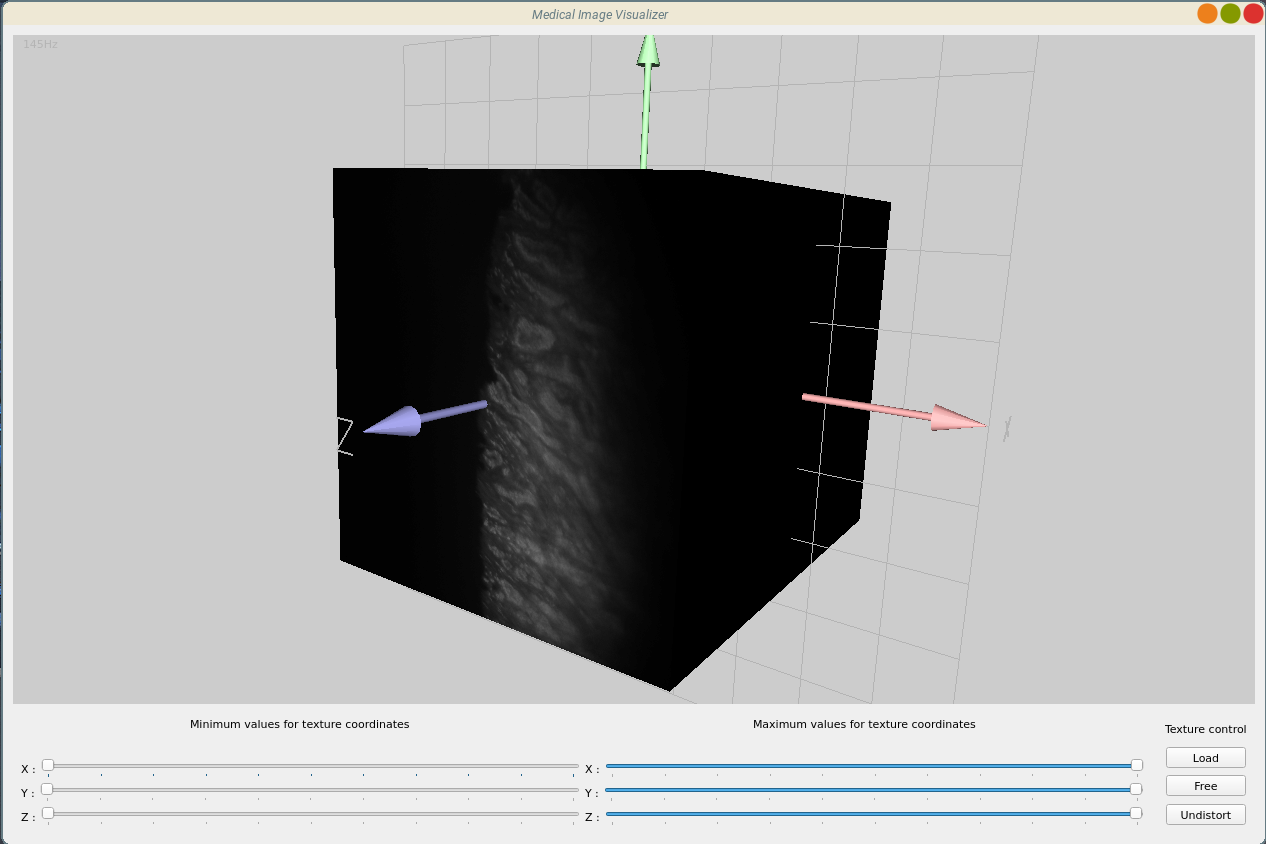 Medical Image Visualizer
145Hz
Z
X
Minimum values for texture coordinates
Maximum values for texture coordinates
Texture control
X :
X :
Load
Y :
Y :
Free
Z :
Z :
Undistort